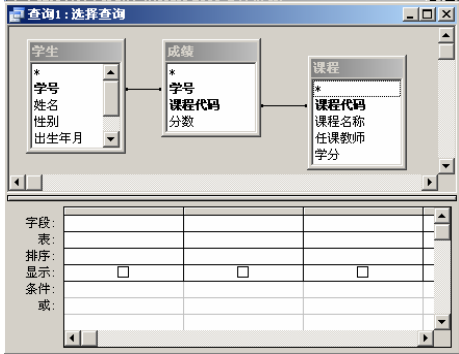 查询1 : 选择查询
学生
*
学号
姓名
性别
出生年月
成绩
*
学号
课程代码
分数
课程
*
课程代码
课程名称
任课教师
学分
字段:
表:
排序:
显示:
条件:
或: